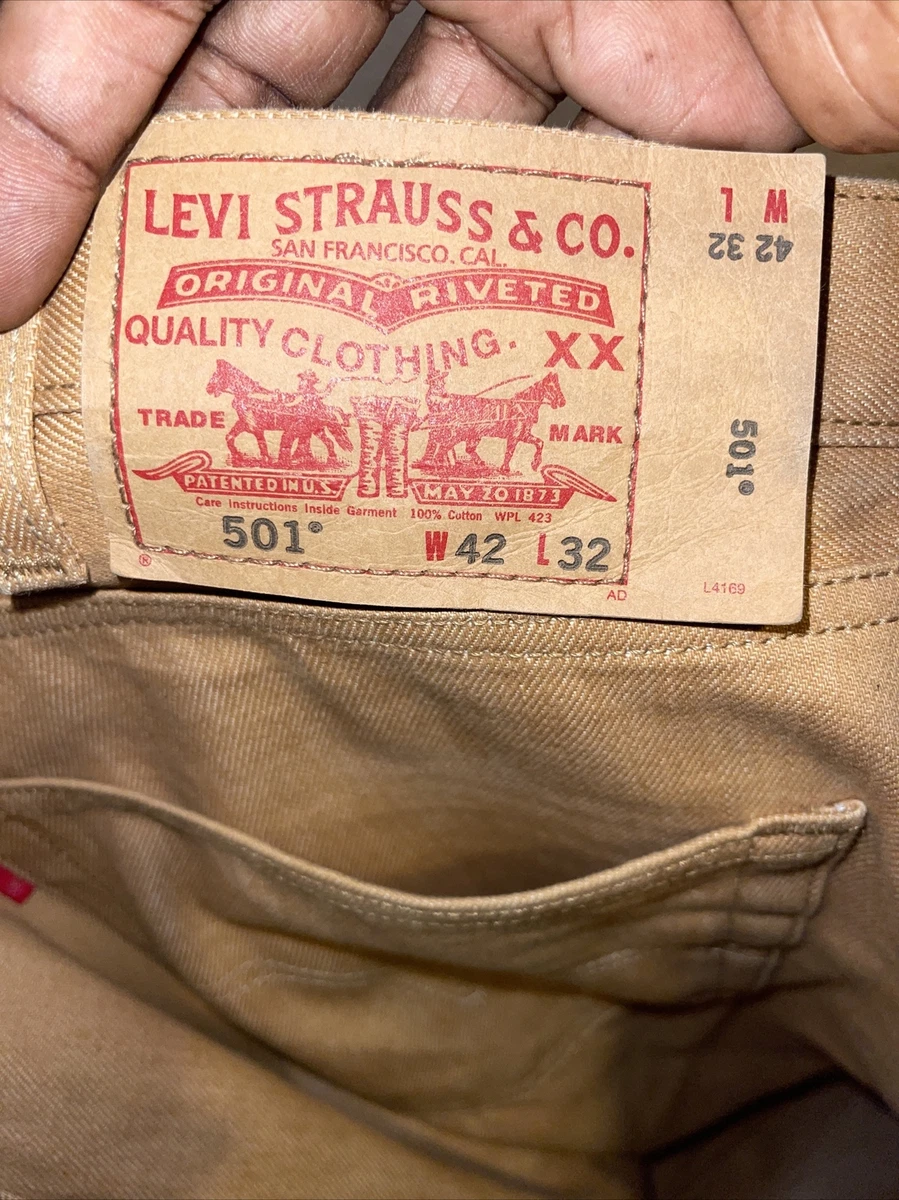 LEVI STRAUSS & CO.
SAN FRANCISCO. CAL.
ORIGINAL RIVETED
QUALITY CLOTHING. XX
TRADE MARK
PATENTED IN U.S. MAY 20 1873
Care Instructions Inside Garment 100% Cotton WPL 423
501® W 42 L 32
®
AD
L4169
W L
42 32
501®